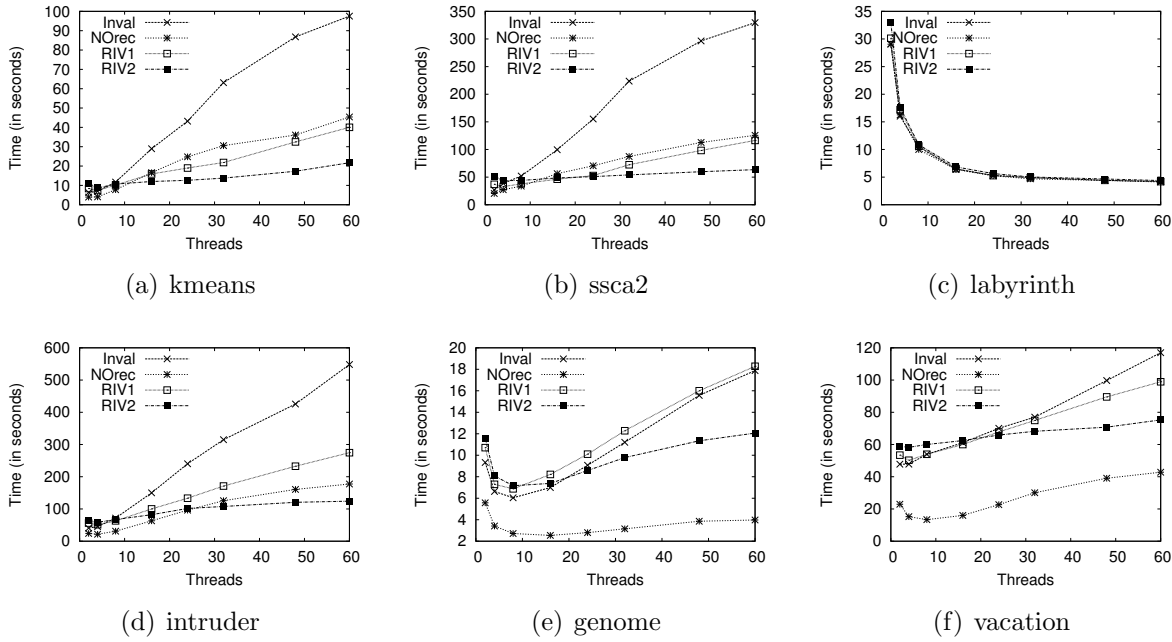 100
90
80
70
60
50
40
30
20
10
0
Time (in seconds)
Inval
NOrec
RIV1
RIV2
0 10 20 30 40 50 60
Threads
(a) kmeans
350
300
250
200
150
100
50
0
Time (in seconds)
Inval
NOrec
RIV1
RIV2
0 10 20 30 40 50 60
Threads
(b) ssca2
35
30
25
20
15
10
5
0
Time (in seconds)
Inval
NOrec
RIV1
RIV2
0 10 20 30 40 50 60
Threads
(c) labyrinth
600
500
400
300
200
100
0
Time (in seconds)
Inval
NOrec
RIV1
RIV2
0 10 20 30 40 50 60
Threads
(d) intruder
20
18
16
14
12
10
8
6
4
2
Time (in seconds)
Inval
NOrec
RIV1
RIV2
0 10 20 30 40 50 60
Threads
(e) genome
120
100
80
60
40
20
0
Time (in seconds)
Inval
NOrec
RIV1
RIV2
0 10 20 30 40 50 60
Threads
(f) vacation